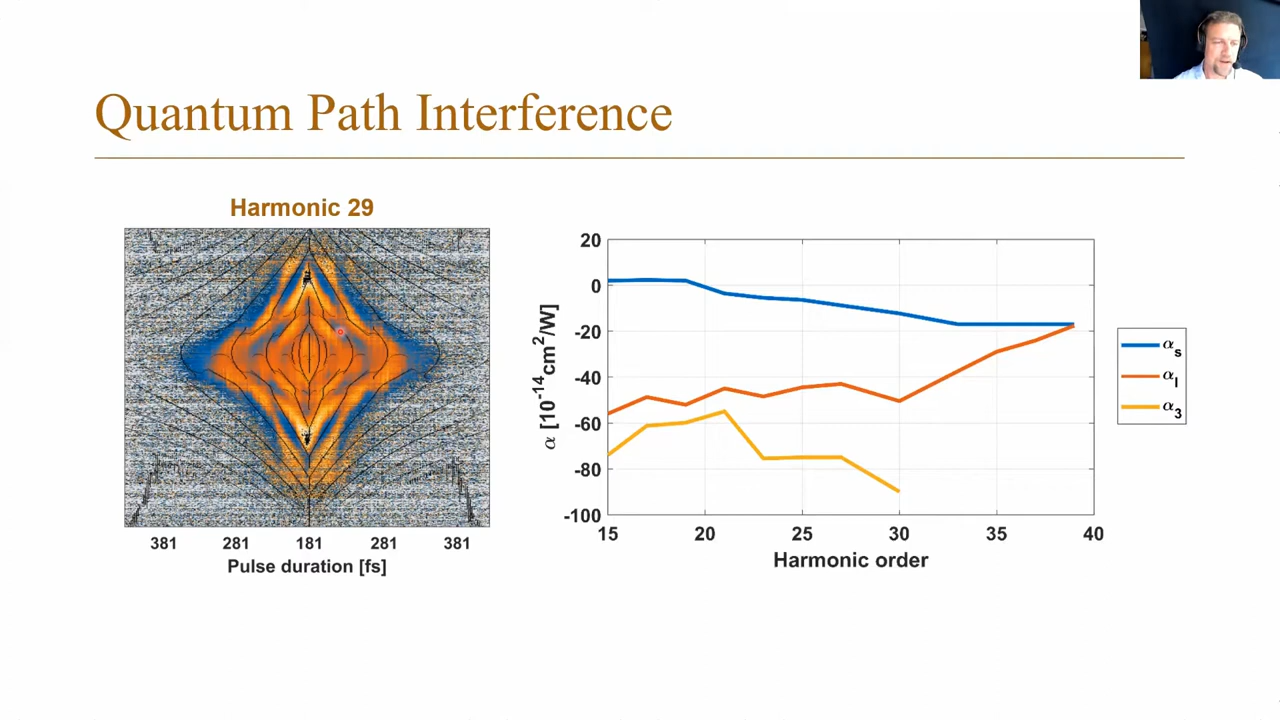 Quantum Path Interference
Harmonic 29
381 281 181 281 381
Pulse duration [fs]
20
0
-20
-40
-60
-80
-100
α [10⁻¹⁴cm²/W]
15 20 25 30 35 40
Harmonic order
αₛ
αₗ
α₃